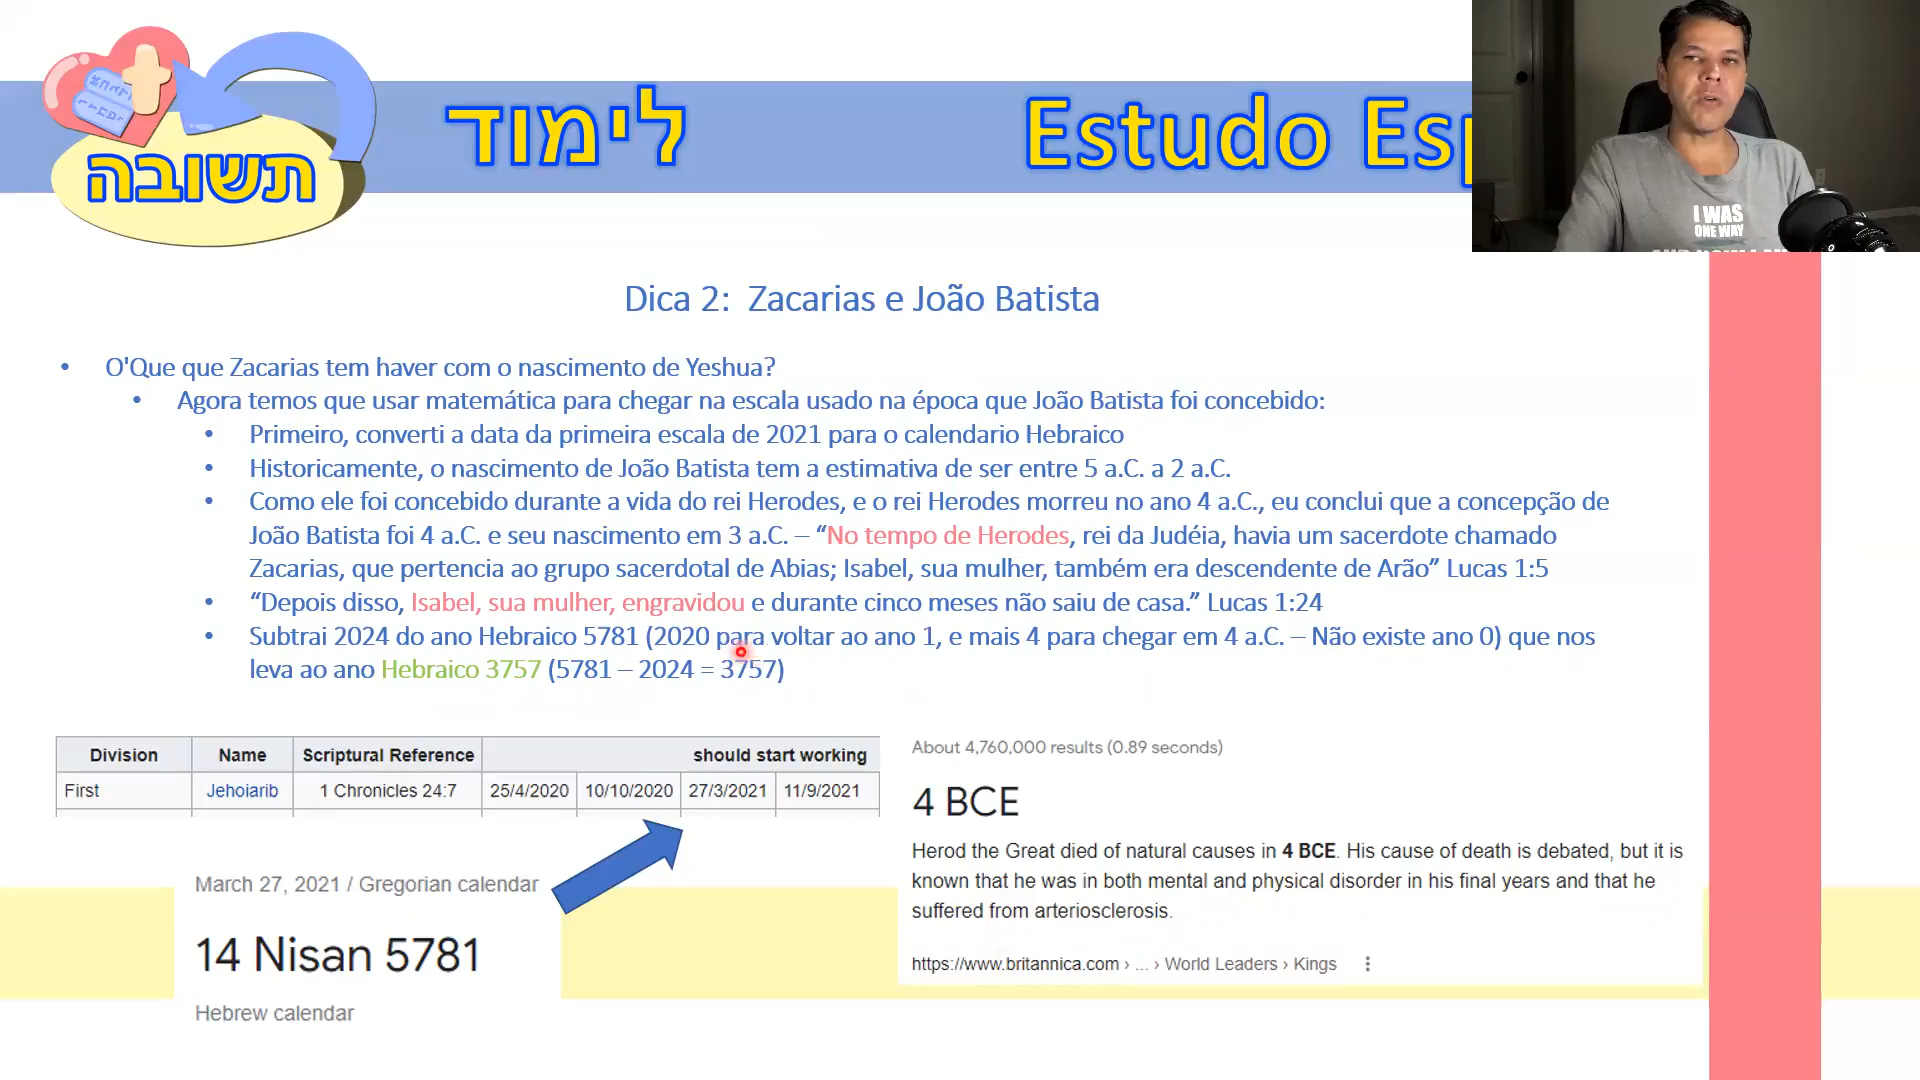 תשובה
לימוד
Estudo Esp
I WAS
ONE WAY
Dica 2:  Zacarias e João Batista
• O'Que que Zacarias tem haver com o nascimento de Yeshua?
• Agora temos que usar matemática para chegar na escala usado na época que João Batista foi concebido:
• Primeiro, converti a data da primeira escala de 2021 para o calendario Hebraico
• Historicamente, o nascimento de João Batista tem a estimativa de ser entre 5 a.C. a 2 a.C.
• Como ele foi concebido durante a vida do rei Herodes, e o rei Herodes morreu no ano 4 a.C., eu conclui que a concepção de
João Batista foi 4 a.C. e seu nascimento em 3 a.C. – “No tempo de Herodes, rei da Judéia, havia um sacerdote chamado
Zacarias, que pertencia ao grupo sacerdotal de Abias; Isabel, sua mulher, também era descendente de Arão” Lucas 1:5
• “Depois disso, Isabel, sua mulher, engravidou e durante cinco meses não saiu de casa.” Lucas 1:24
• Subtrai 2024 do ano Hebraico 5781 (2020 para voltar ao ano 1, e mais 4 para chegar em 4 a.C. – Não existe ano 0) que nos
leva ao ano Hebraico 3757 (5781 – 2024 = 3757)
Division Name Scriptural Reference should start working
First Jehoiarib 1 Chronicles 24:7 25/4/2020 10/10/2020 27/3/2021 11/9/2021
March 27, 2021 / Gregorian calendar
14 Nisan 5781
Hebrew calendar
About 4,760,000 results (0.89 seconds)
4 BCE
Herod the Great died of natural causes in 4 BCE. His cause of death is debated, but it is
known that he was in both mental and physical disorder in his final years and that he
suffered from arteriosclerosis.
https://www.britannica.com › ... › World Leaders › Kings